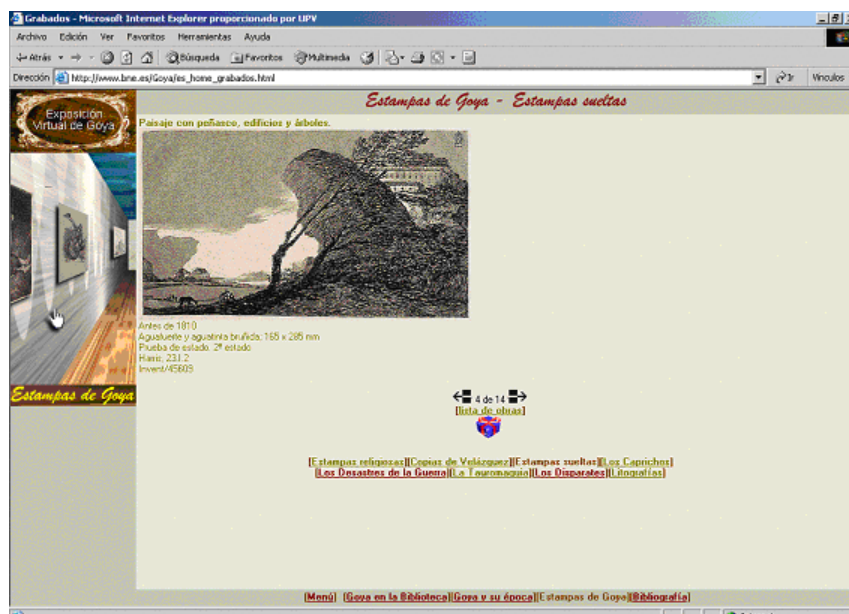 Grabados - Microsoft Internet Explorer proporcionado por UPV
Archivo Edición Ver Favoritos Herramientas Ayuda
Atrás Búsqueda Favoritos Multimedia
Dirección http://www.bne.es/Goya/es_home_grabados.html Ir Vínculos
Exposición
Virtual de Goya
Estampas de Goya - Estampas sueltas
Paisaje con peñasco, edificios y árboles.
Antes de 1810
Aguafuerte y aguatinta bruñida; 165 x 285 mm
Prueba de estado. 2º estado
Harris, 23.I.2
Invent/45609
Estampas de Goya
4 de 14
[lista de obras]
[Estampas religiosas][Copias de Velázquez][Estampas sueltas][Los Caprichos]
[Los Desastres de la Guerra][La Tauromaquia][Los Disparates][Litografías]
[Menú] [Goya en la Biblioteca][Goya y su época][Estampas de Goya][Bibliografía]